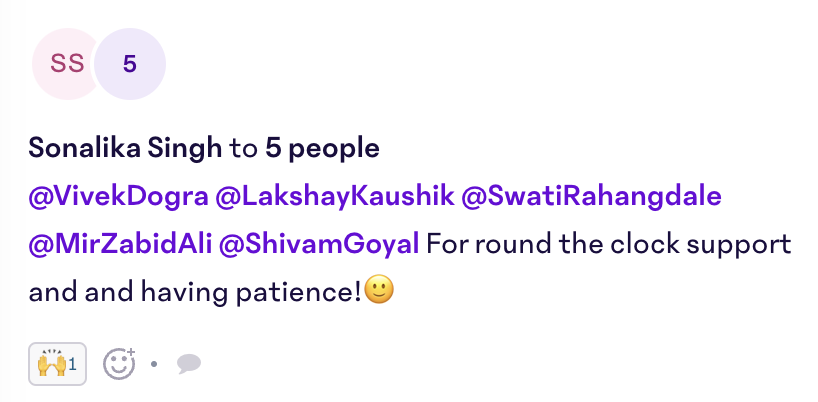 SS 5
Sonalika Singh to 5 people
@VivekDogra @LakshayKaushik @SwatiRahangdale
@MirZabidAli @ShivamGoyal For round the clock support
and and having patience!🙂
🙌1